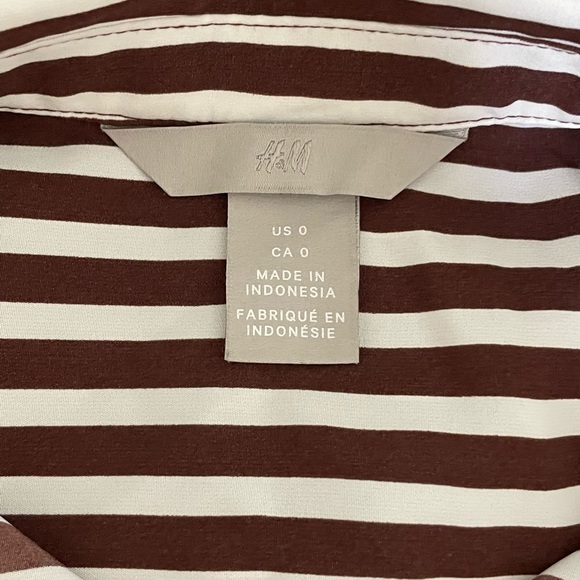 H&M
US 0
CA 0
MADE IN
INDONESIA
FABRIQUÉ EN
INDONÉSIE